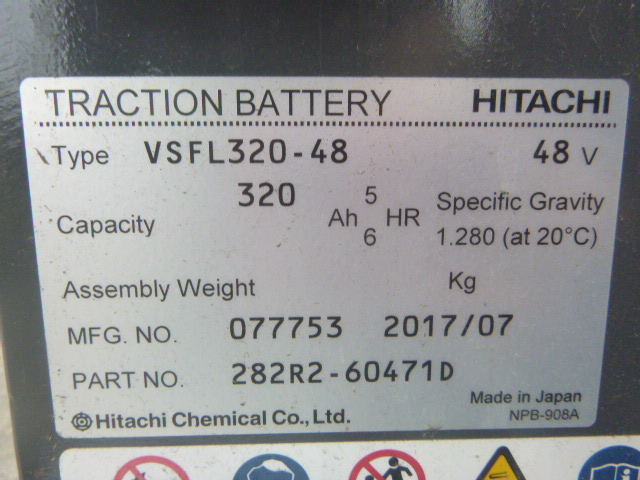 TRACTION BATTERY HITACHI
Type VSFL320-48 48 V
320 5
Capacity Ah HR Specific Gravity
6 1.280 (at 20°C)
Assembly Weight Kg
MFG. NO. 077753 2017/07
PART NO. 282R2-60471D
Made in Japan
Hitachi Chemical Co., Ltd. NPB-908A